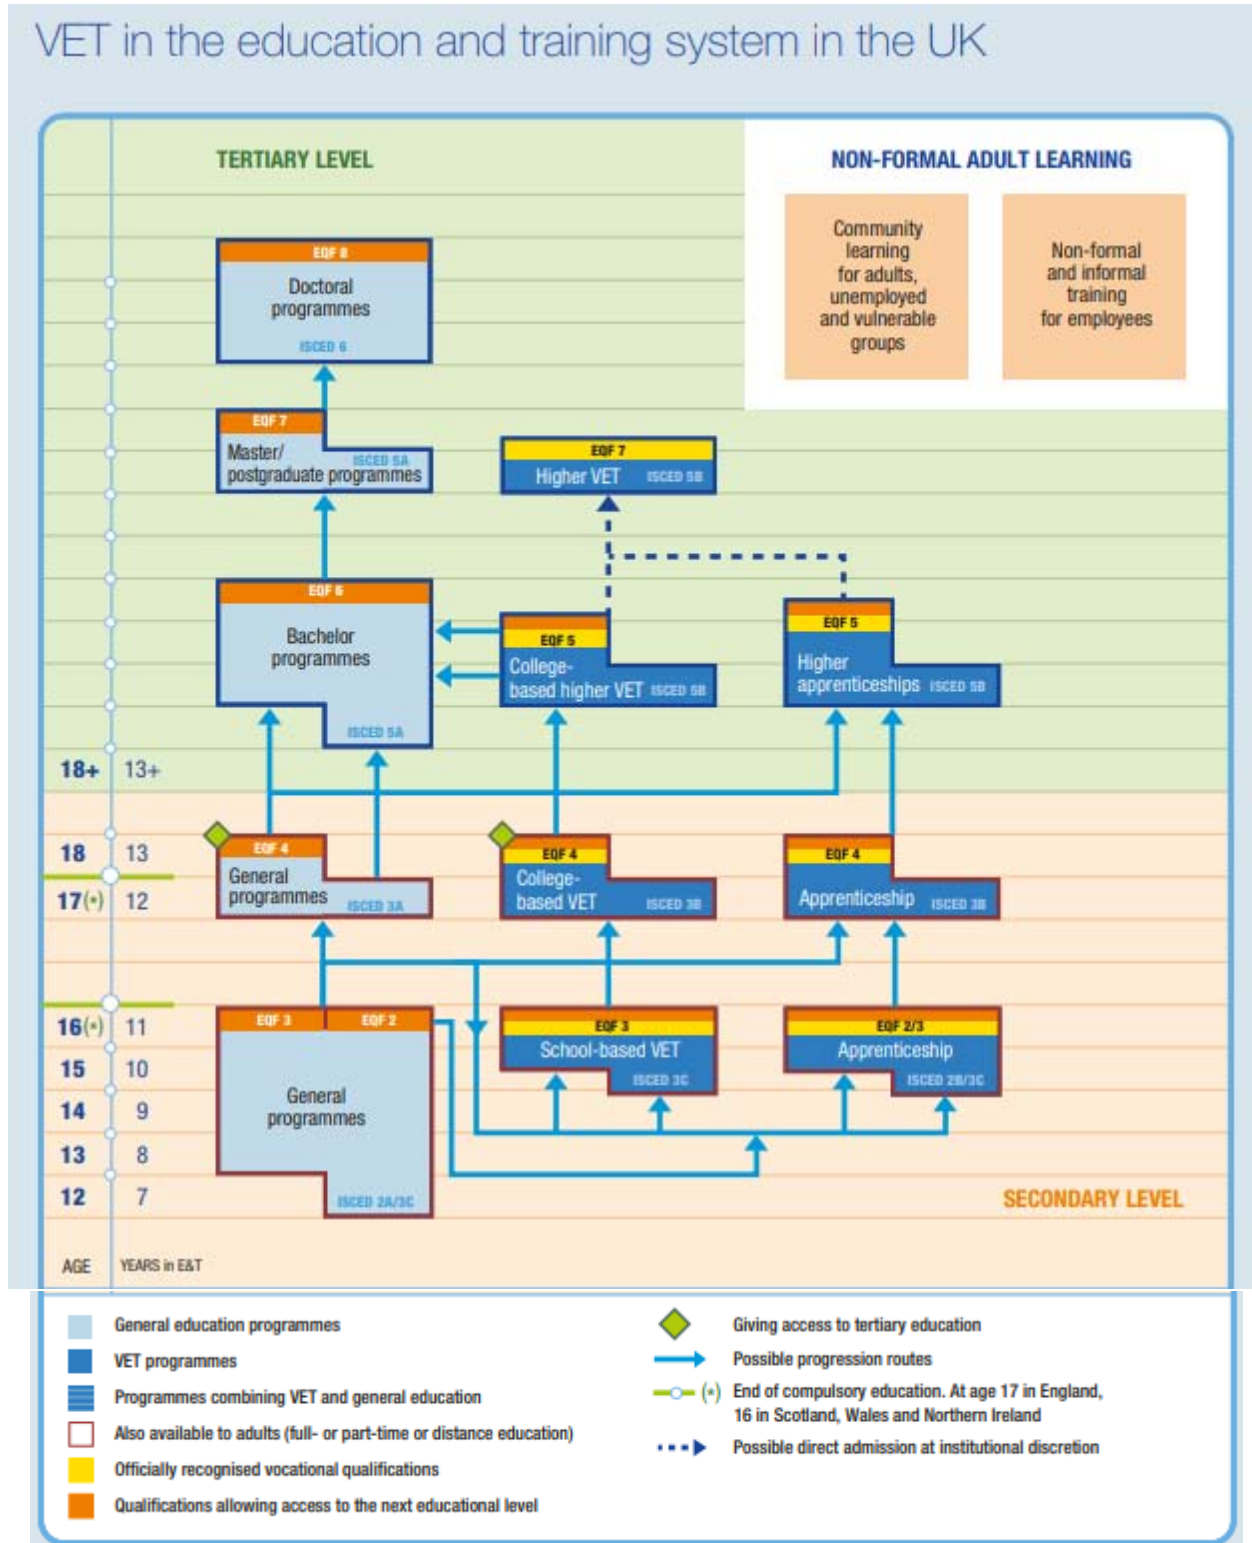 VET in the education and training system in the UK
TERTIARY LEVEL
NON-FORMAL ADULT LEARNING
Community
learning
for adults,
unemployed
and vulnerable
groups
Non-formal
and informal
training
for employees
EQF 8
Doctoral
programmes
ISCED 6
EQF 7
Master/
postgraduate programmes
ISCED 5A
EQF 7
Higher VET
ISCED 5B
EQF 6
Bachelor
programmes
ISCED 5A
EQF 5
College-
based higher VET
ISCED 5B
EQF 5
Higher
apprenticeships
ISCED 5B
18+ 13+
18 13
17(*) 12
EQF 4
General
programmes
ISCED 3A
EQF 4
College-
based VET
ISCED 3B
EQF 4
Apprenticeship
ISCED 3B
16(*) 11
15 10
14 9
13 8
12 7
EQF 3 EQF 2
General
programmes
ISCED 2A/3C
EQF 3
School-based VET
ISCED 3C
EQF 2/3
Apprenticeship
ISCED 2B/3C
SECONDARY LEVEL
AGE YEARS in E&T
General education programmes
VET programmes
Programmes combining VET and general education
Also available to adults (full- or part-time or distance education)
Officially recognised vocational qualifications
Qualifications allowing access to the next educational level
Giving access to tertiary education
Possible progression routes
(*) End of compulsory education. At age 17 in England,
16 in Scotland, Wales and Northern Ireland
Possible direct admission at institutional discretion